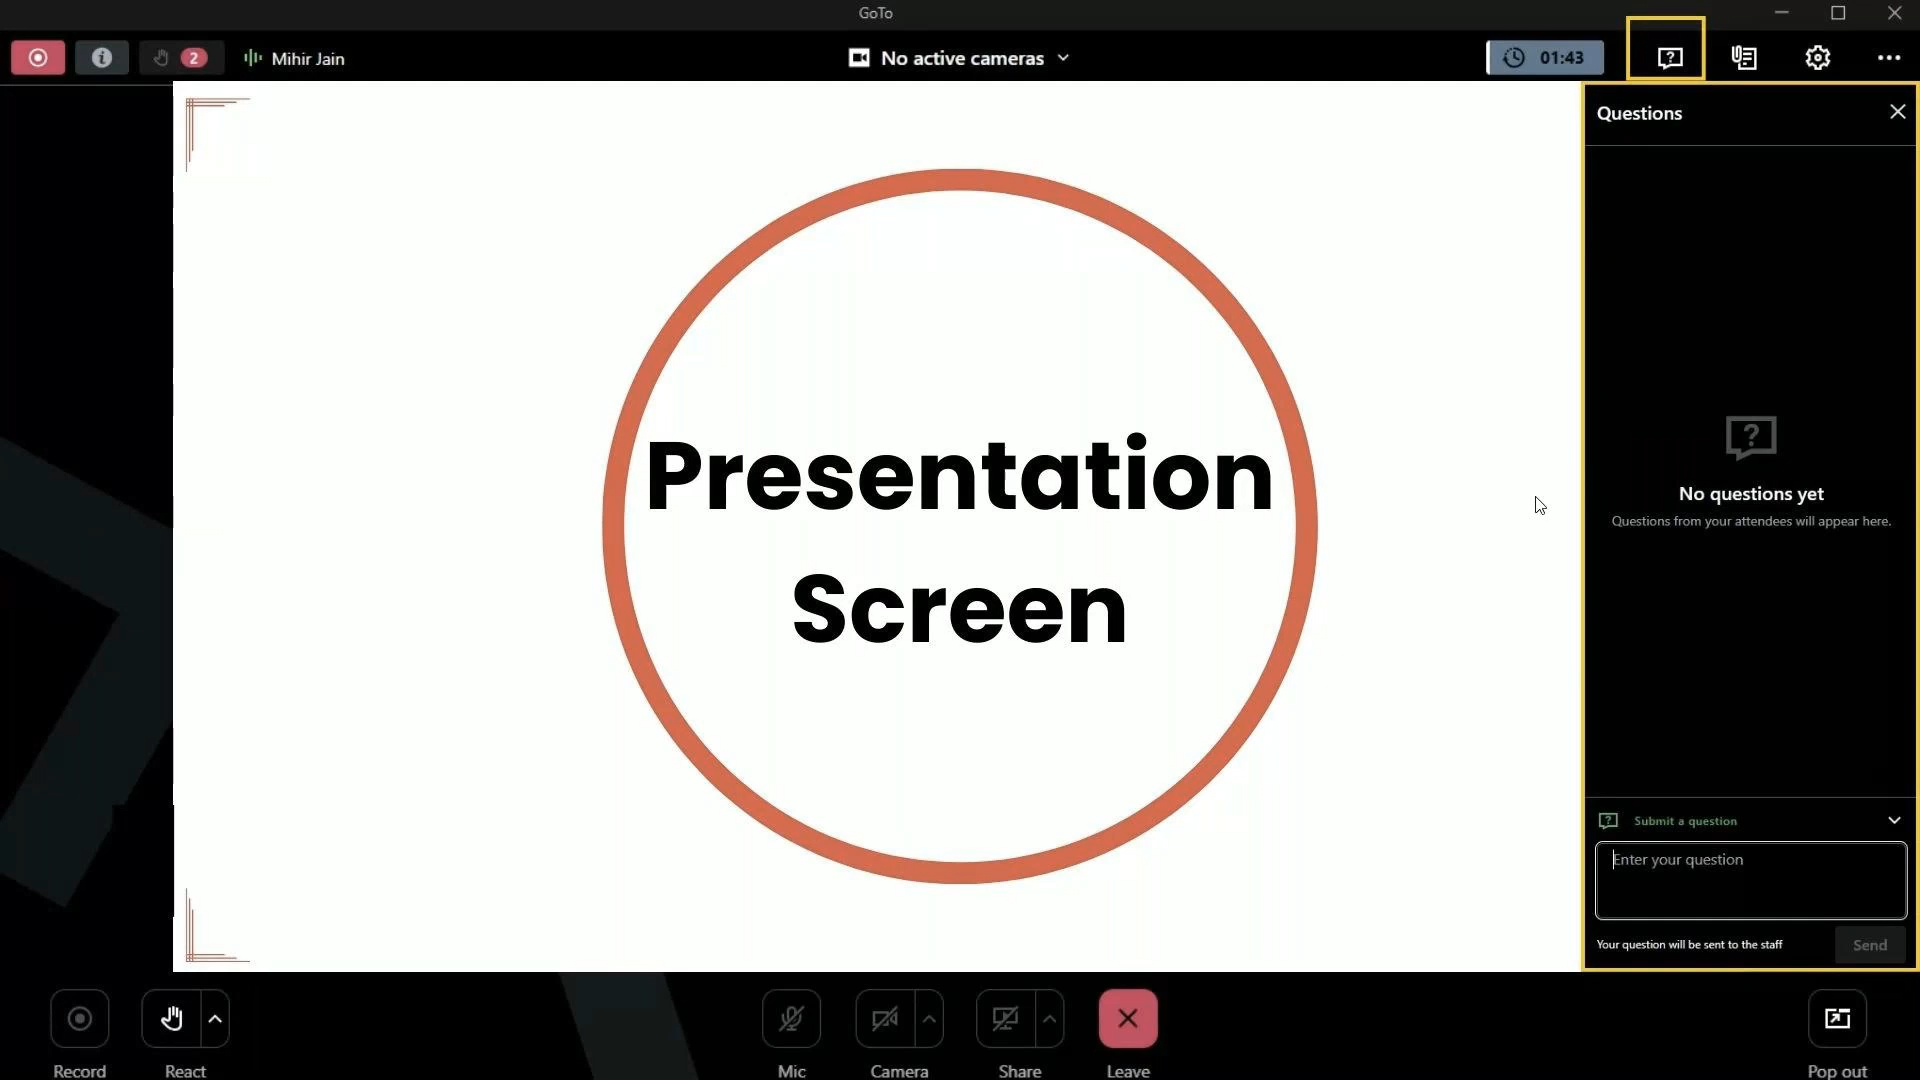 GoTo
2
Mihir Jain
No active cameras
01:43
Questions
Presentation
Screen
No questions yet
Questions from your attendees will appear here.
Submit a question
Enter your question
Your question will be sent to the staff
Send
Record
React
Mic
Camera
Share
Leave
Pop out